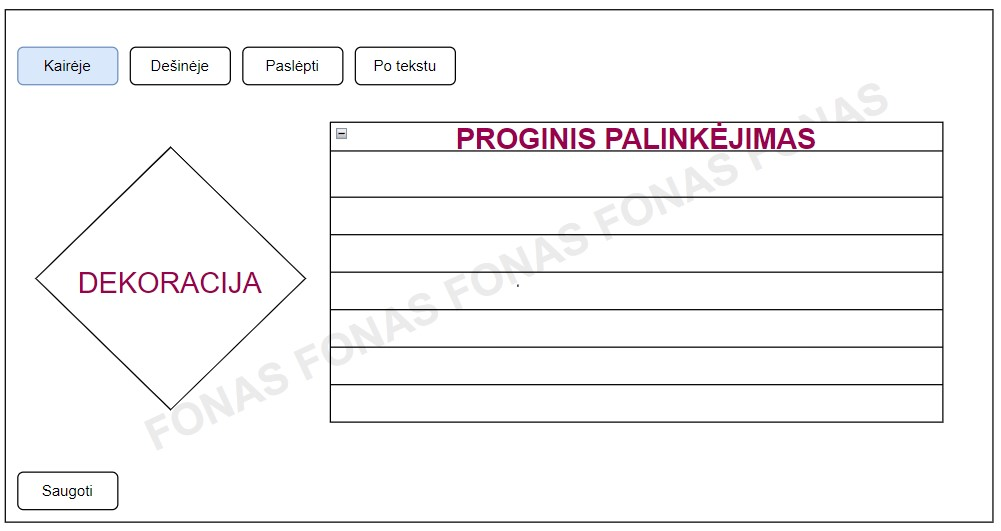 Kairėje
Dešinėje
Paslėpti
Po tekstu
PROGINIS PALINKĖJIMAS
DEKORACIJA
FONAS FONAS FONAS FONAS FONAS
Saugoti